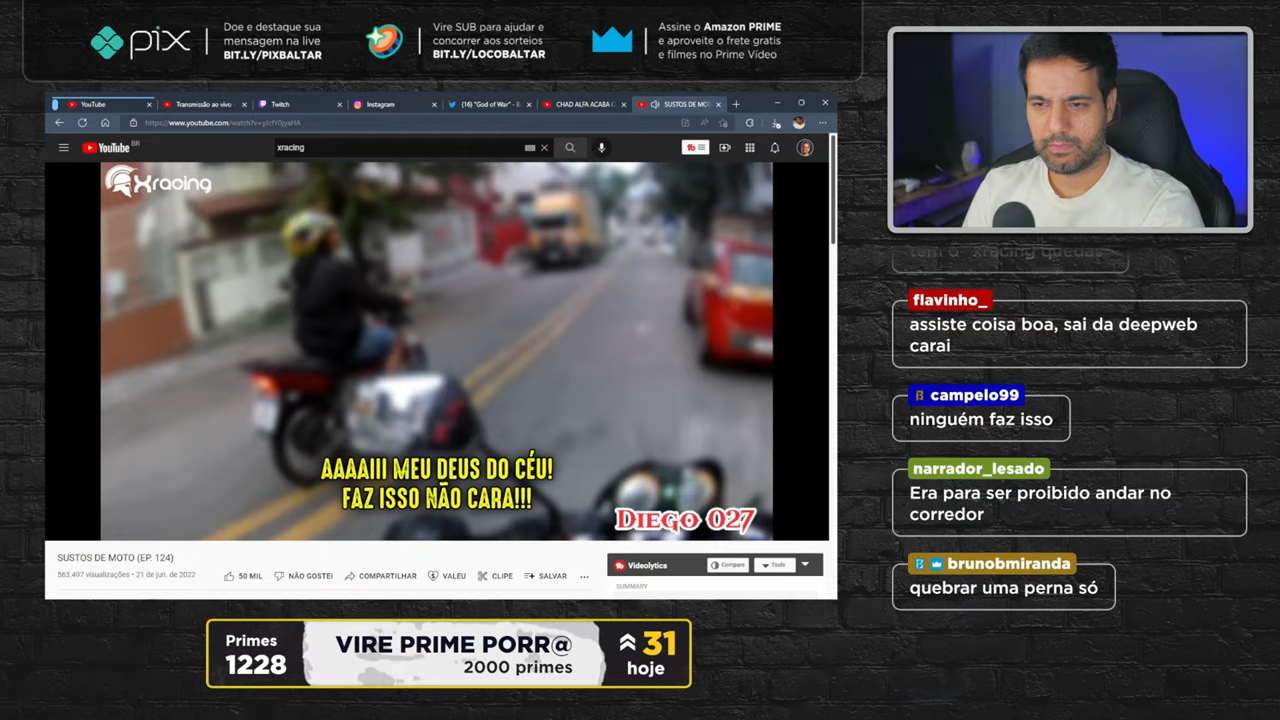 pix
Doe e destaque sua
mensagem na live
BIT.LY/PIXBALTAR
Vire SUB para ajudar e
concorrer aos sorteios
BIT.LY/LOCOBALTAR
Assine o Amazon PRIME
e aproveite o frete gratis
e filmes no Prime Vídeo
YouTube
Transmissão ao vivo -
Twitch
Instagram
(16) "God of War" - B
CHAD ALFA ACABA C
SUSTOS DE MO
YouTube BR
xracing
Xracing
AAAAIII MEU DEUS DO CÉU!
FAZ ISSO NÃO CARA!!!
DIEGO 027
SUSTOS DE MOTO (EP. 124)
563.497 visualizações • 21 de jun. de 2022
50 MIL
NÃO GOSTEI
COMPARTILHAR
VALEU
CLIPE
SALVAR
...
Videolytics
Compare
Tools
SUMMARY
tem a "xracing quedas"
flavinho_
assiste coisa boa, sai da deepweb
carai
campelo99
ninguém faz isso
narrador_lesado
Era para ser proibido andar no
corredor
brunobmiranda
quebrar uma perna só
Primes
1228
VIRE PRIME PORR@
2000 primes
31
hoje